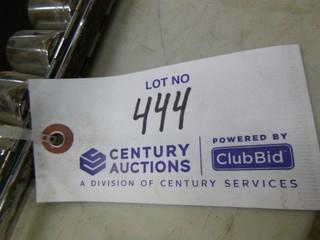 LOT NO
444
CENTURY AUCTIONS
POWERED BY
ClubBid
A DIVISION OF CENTURY SERVICES